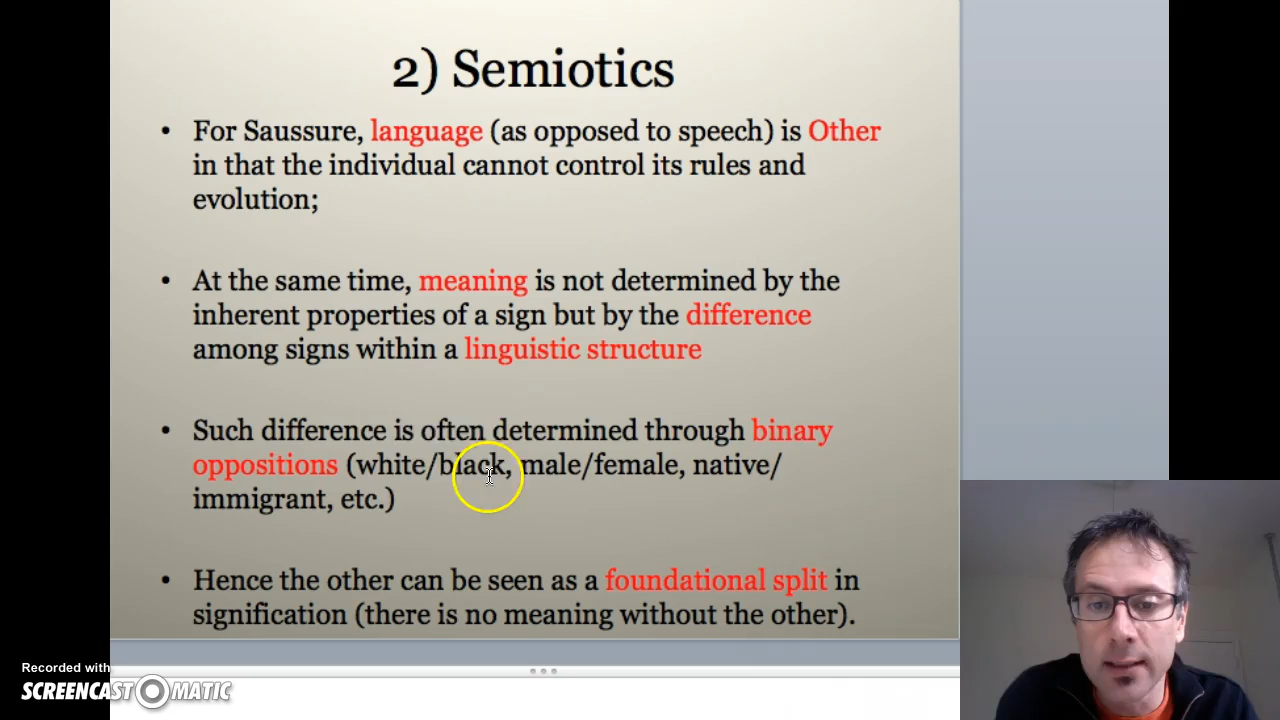 2) Semiotics
• For Saussure, language (as opposed to speech) is Other
in that the individual cannot control its rules and
evolution;
• At the same time, meaning is not determined by the
inherent properties of a sign but by the difference
among signs within a linguistic structure
• Such difference is often determined through binary
oppositions (white/black, male/female, native/
immigrant, etc.)
• Hence the other can be seen as a foundational split in
signification (there is no meaning without the other).
Recorded with
SCREENCAST-O-MATIC